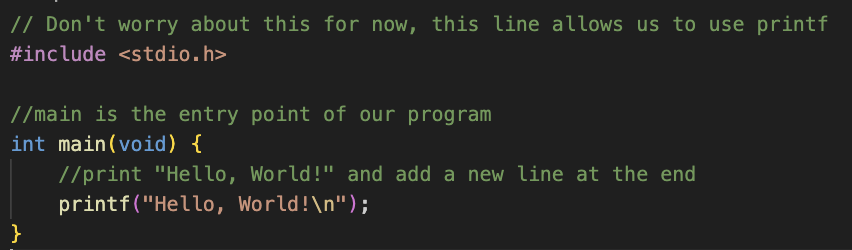 // Don't worry about this for now, this line allows us to use printf
#include <stdio.h>
//main is the entry point of our program
int main(void) {
    //print "Hello, World!" and add a new line at the end
    printf("Hello, World!\n");
}